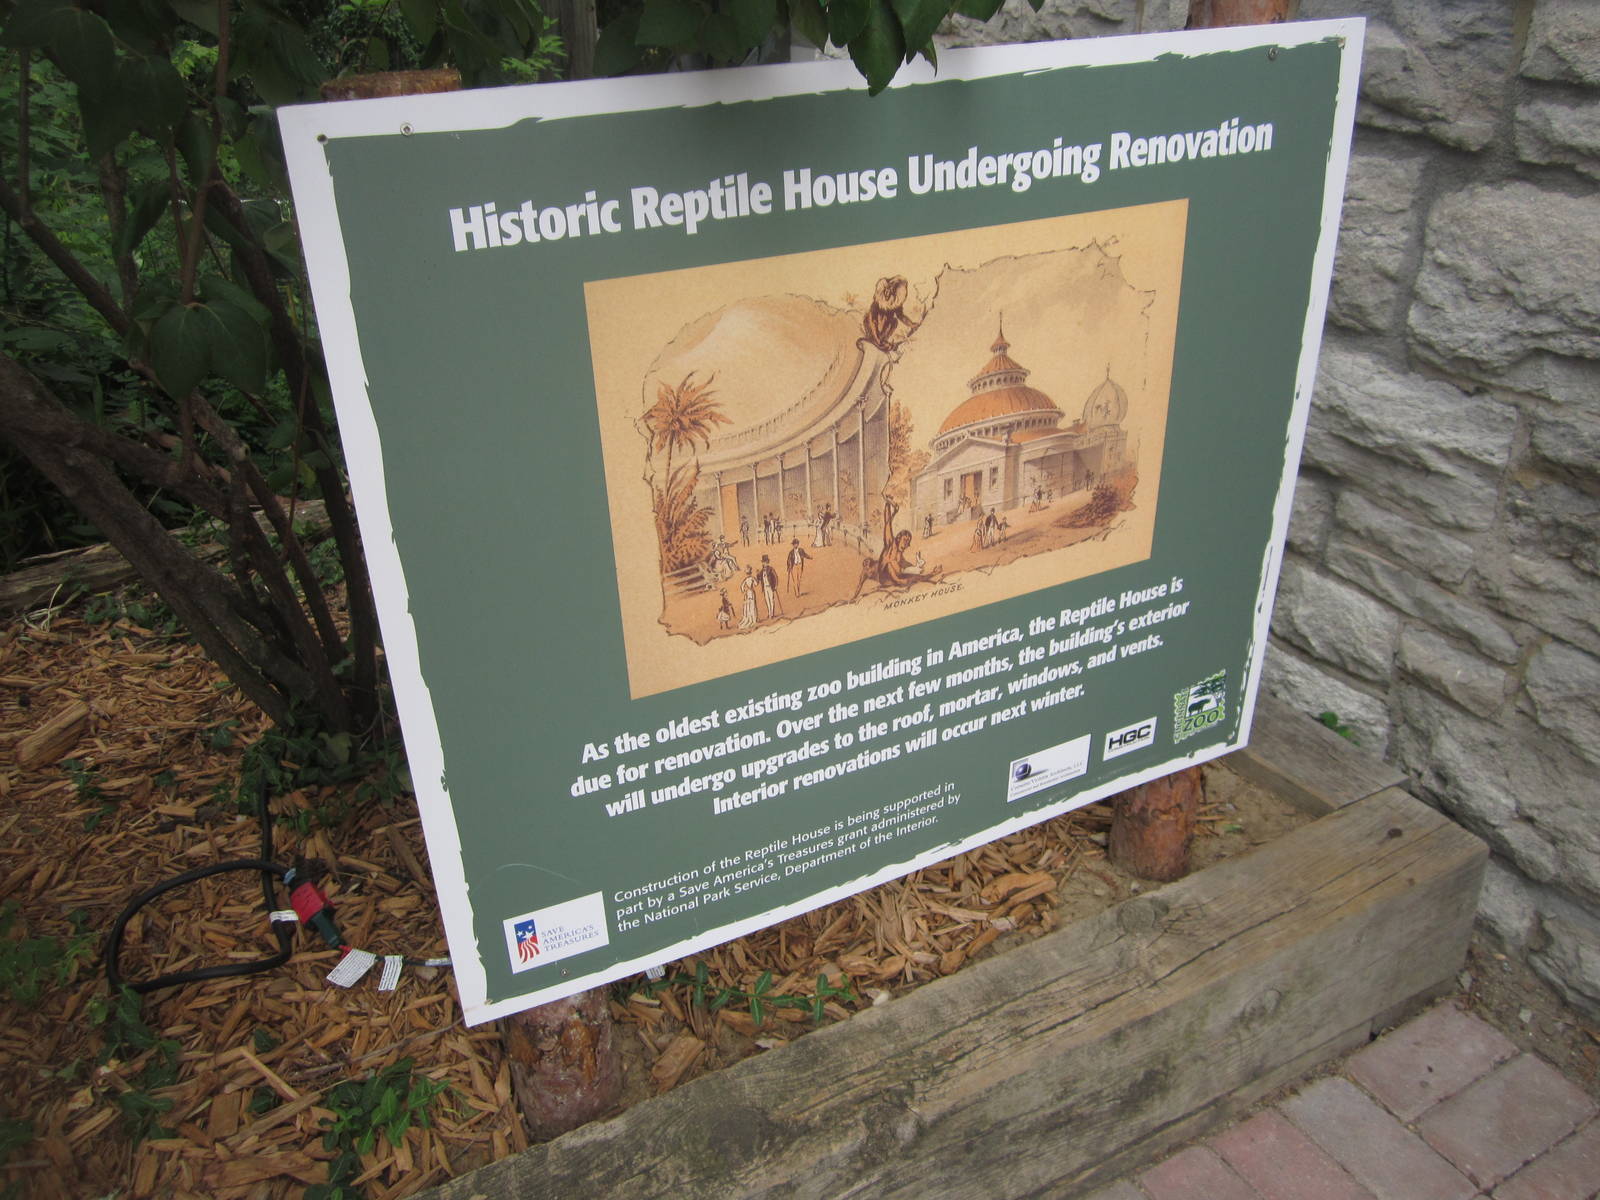 Historic Reptile House Undergoing Renovation
MONKEY HOUSE.
As the oldest existing zoo building in America, the Reptile House is
due for renovation. Over the next few months, the building's exterior
will undergo upgrades to the roof, mortar, windows, and vents.
Interior renovations will occur next winter.
Construction of the Reptile House is being supported in
part by a Save America's Treasures grant administered by
the National Park Service, Department of the Interior.
SAVE
AMERICA'S
TREASURES
HGC
ZOO